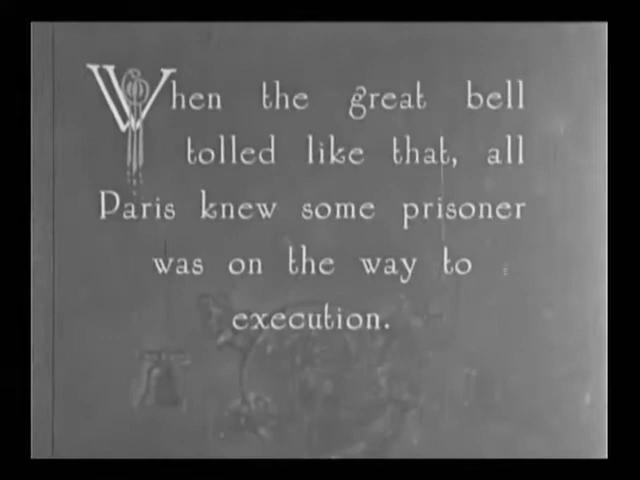 When the great bell
tolled like that, all
Paris knew some prisoner
was on the way to
execution.